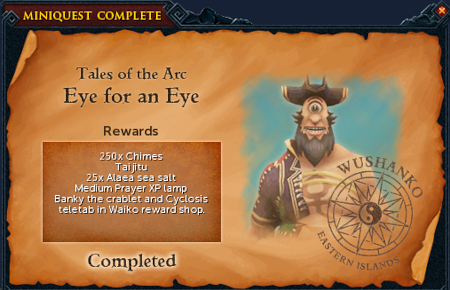 MINIQUEST COMPLETE
Tales of the Arc
Eye for an Eye
Rewards
250x Chimes
Taijitu
25x Alaea sea salt
Medium Prayer XP lamp
Banky the crablet and Cyclosis
teletab in Waiko reward shop.
Completed
WUSHANKO
EASTERN ISLANDS